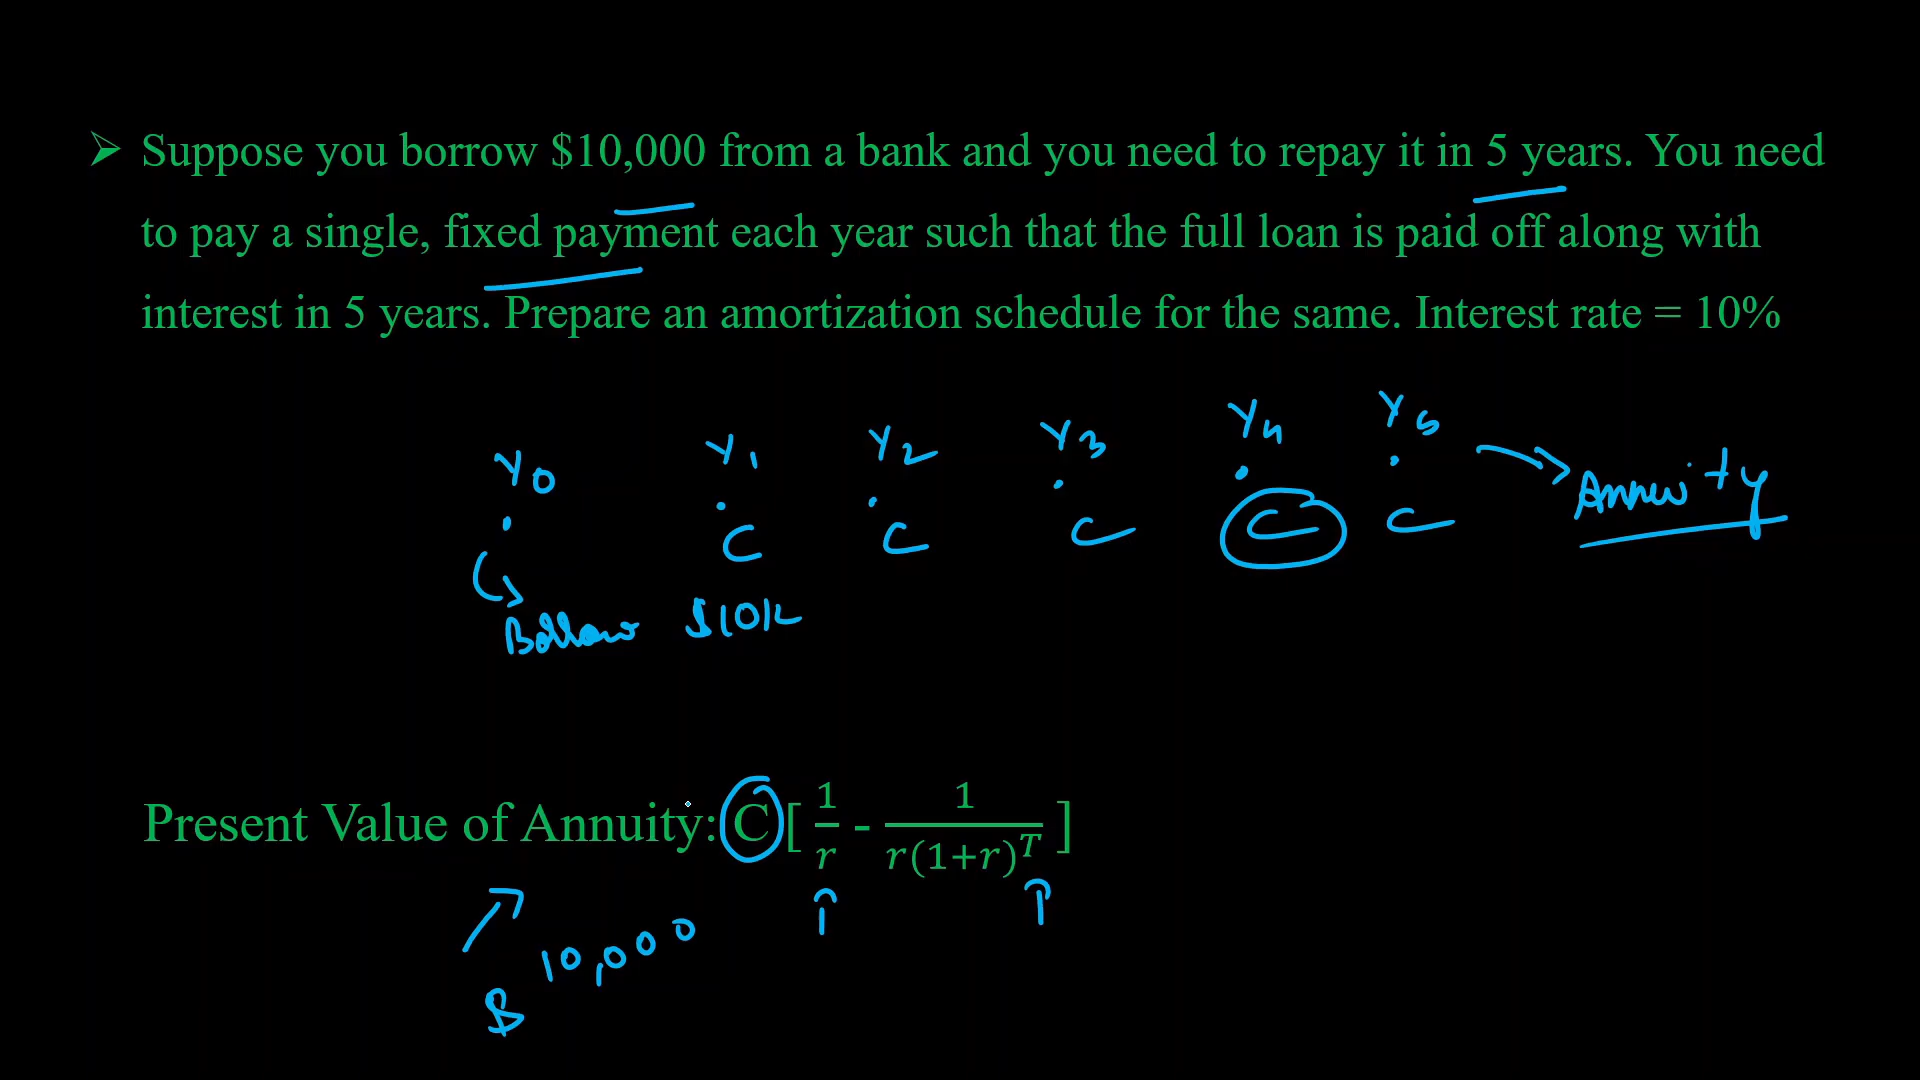 ➢ Suppose you borrow $10,000 from a bank and you need to repay it in 5 years. You need
to pay a single, fixed payment each year such that the full loan is paid off along with
interest in 5 years. Prepare an amortization schedule for the same. Interest rate = 10%
Y0 Y1 Y2 Y3 Y4 Y5
C C C C C Annuity
Borrow $10K
Present Value of Annuity: C [ 1/r - 1/r(1+r)^T ]
$ 10,000